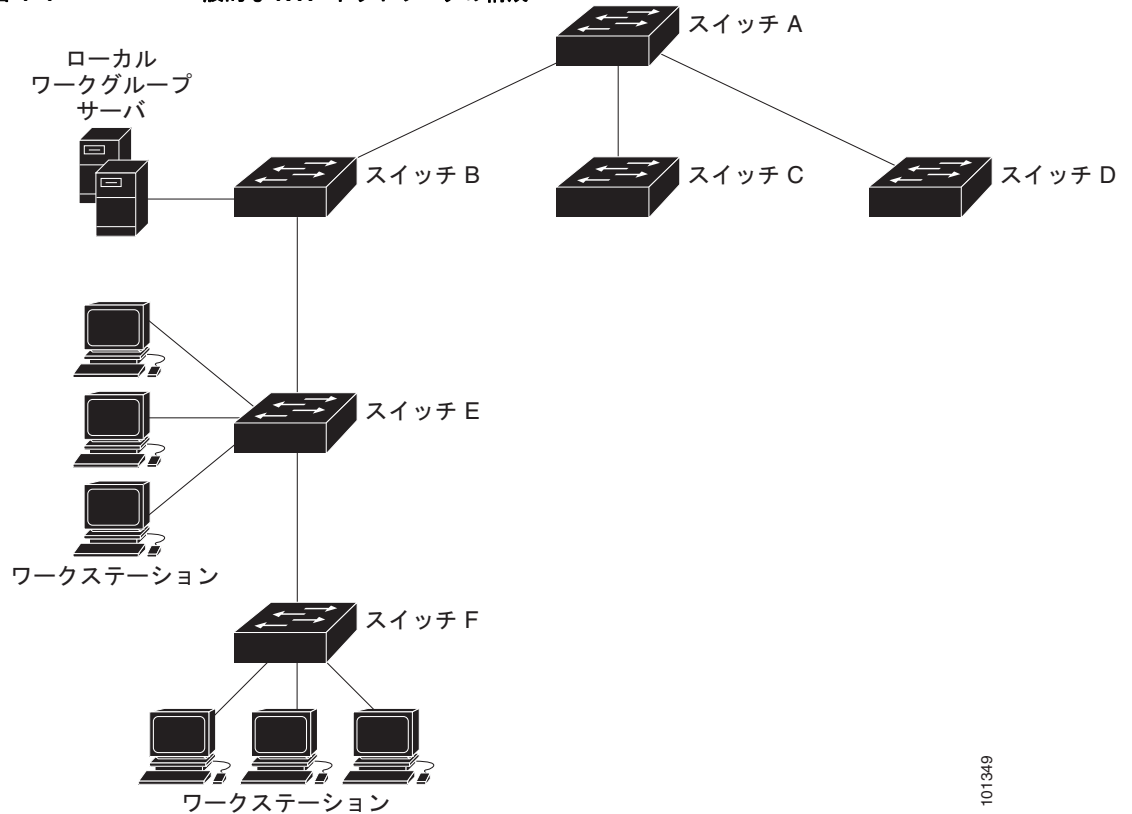 スイッチ A
ローカル
ワークグループ
サーバ
スイッチ B
スイッチ C
スイッチ D
スイッチ E
ワークステーション
スイッチ F
ワークステーション
101349